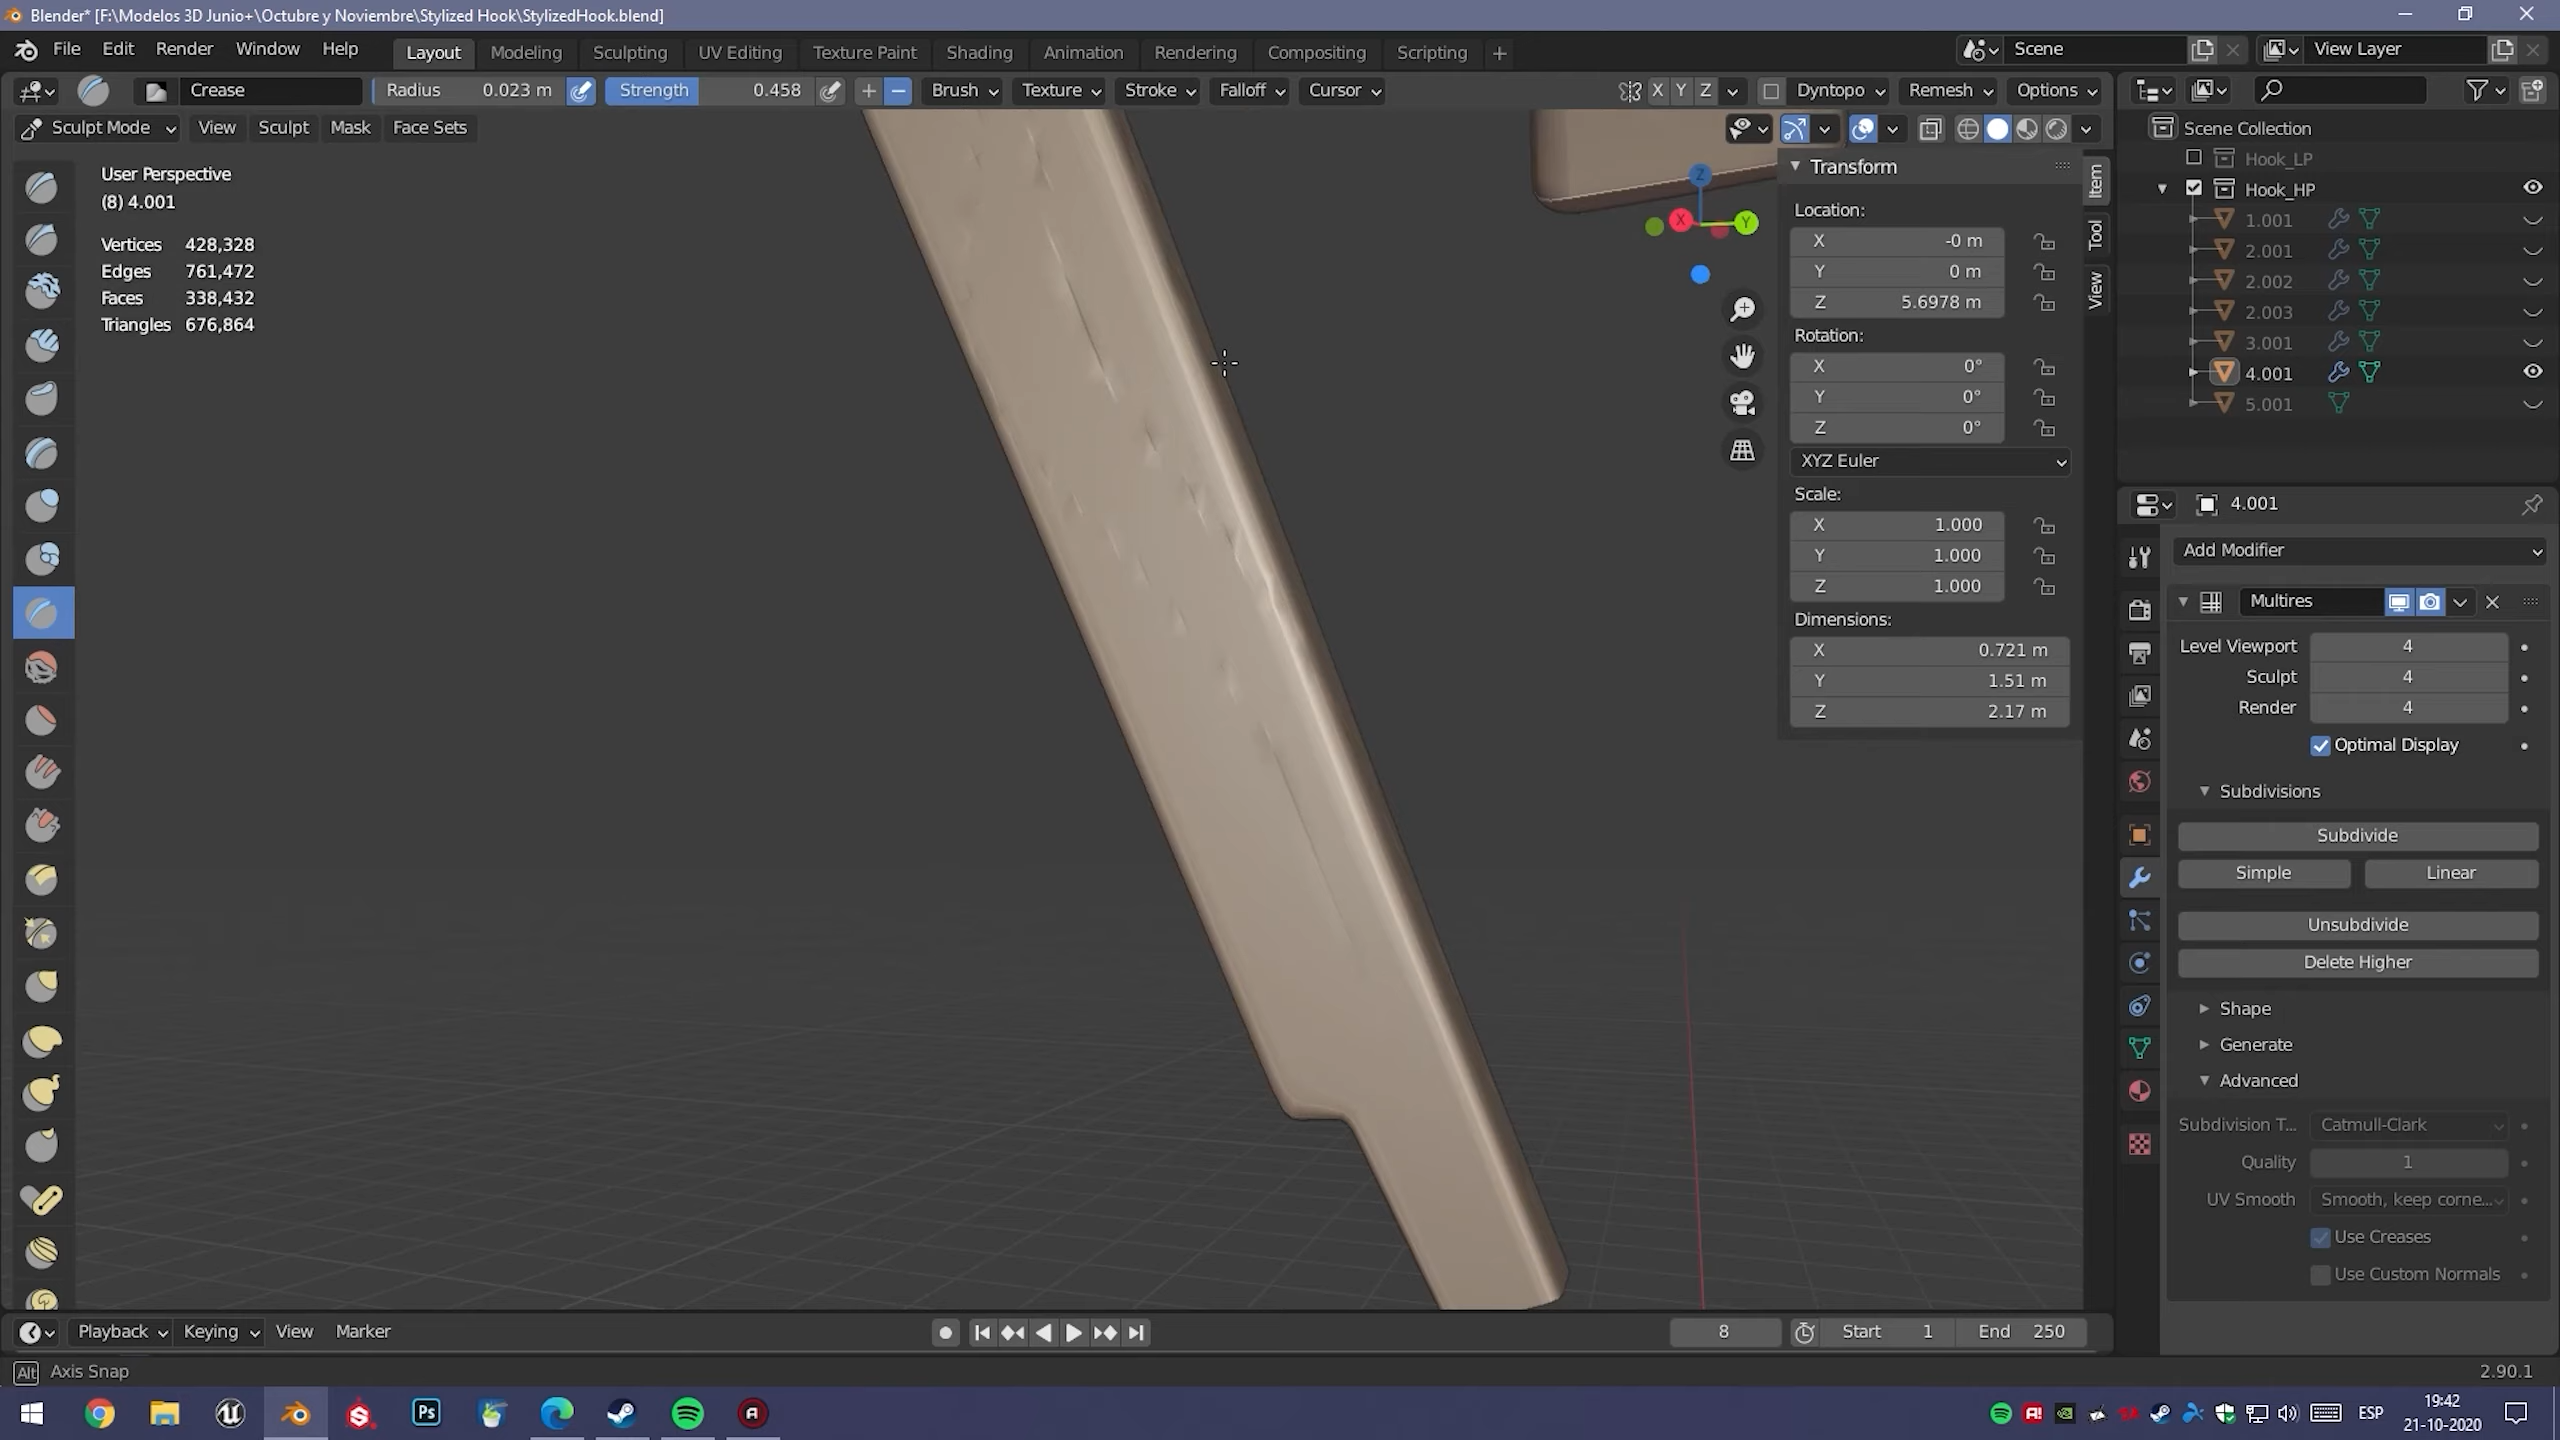 Blender* [F:\Modelos 3D Junio+\Octubre y Noviembre\Stylized Hook\StylizedHook.blend]
File Edit Render Window Help Layout Modeling Sculpting UV Editing Texture Paint Shading Animation Rendering Compositing Scripting + Scene View Layer
Crease Radius 0.023 m Strength 0.458 Brush Texture Stroke Falloff Cursor X Y Z Dyntopo Remesh Options
Sculpt Mode View Sculpt Mask Face Sets
User Perspective
(8) 4.001
Vertices 428,328
Edges 761,472
Faces 338,432
Triangles 676,864
Z
X
Y
Transform
Location:
X -0 m
Y 0 m
Z 5.6978 m
Rotation:
X 0°
Y 0°
Z 0°
XYZ Euler
Scale:
X 1.000
Y 1.000
Z 1.000
Dimensions:
X 0.721 m
Y 1.51 m
Z 2.17 m
Item
Tool
View
Scene Collection
Hook_LP
Hook_HP
1.001
2.001
2.002
2.003
3.001
4.001
5.001
4.001
Add Modifier
Multires
Level Viewport 4
Sculpt 4
Render 4
Optimal Display
Subdivisions
Subdivide
Simple Linear
Unsubdivide
Delete Higher
Shape
Generate
Advanced
Subdivision T... Catmull-Clark
Quality 1
UV Smooth Smooth, keep corne...
Use Creases
Use Custom Normals
Playback Keying View Marker 8 Start 1 End 250
Alt Axis Snap 2.90.1
Ps
ESP
19:42
21-10-2020